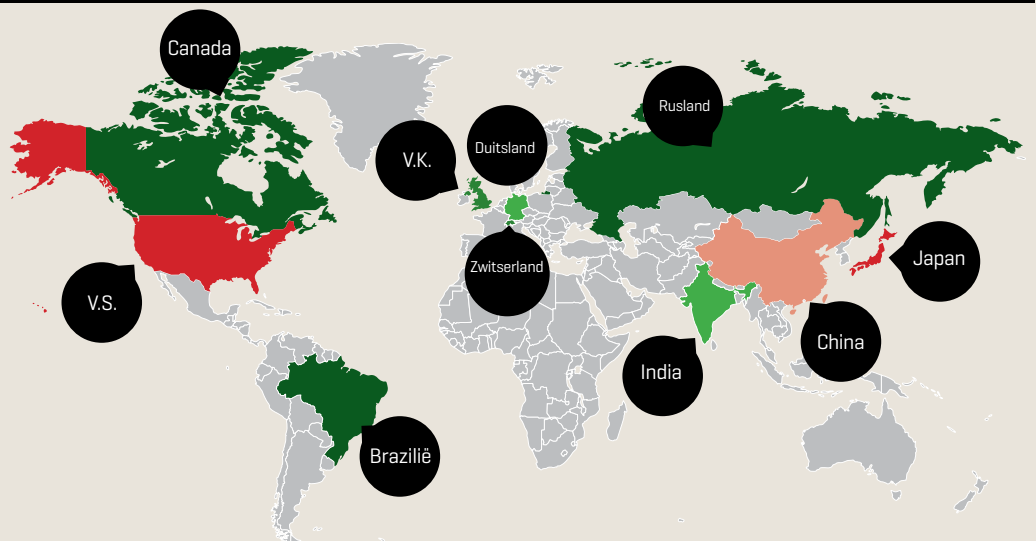 Canada
Rusland
V.K.
Duitsland
Zwitserland
Japan
V.S.
China
India
Brazilië